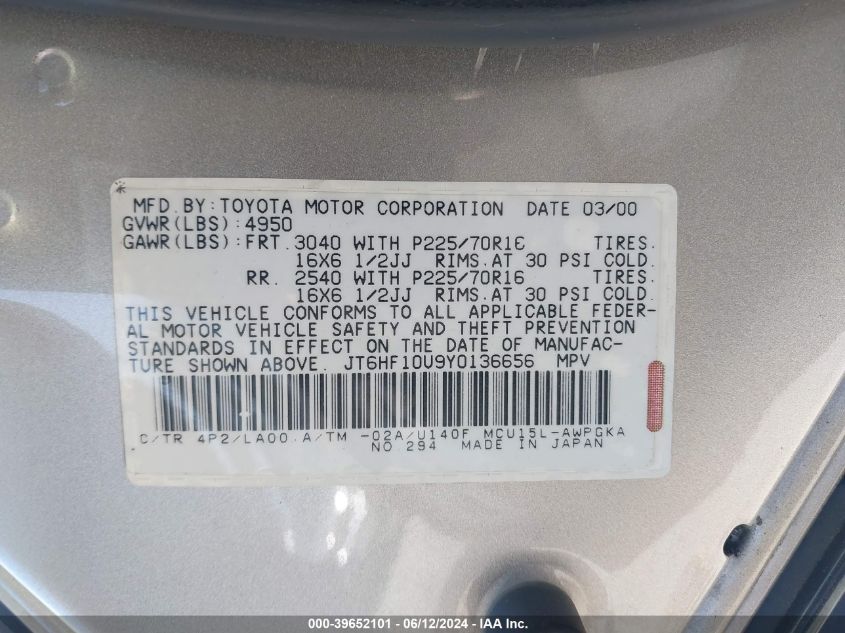 MFD.BY:TOYOTA MOTOR CORPORATION DATE 03/00
GVWR(LBS):4950
GAWR(LBS):FRT.3040 WITH P225/70R16 TIRES.
16X6 1/2JJ RIMS.AT 30 PSI COLD.
RR. 2540 WITH P225/70R16 TIRES.
16X6 1/2JJ RIMS.AT 30 PSI COLD.
THIS VEHICLE CONFORMS TO ALL APPLICABLE FEDER-
AL MOTOR VEHICLE SAFETY AND THEFT PREVENTION
STANDARDS IN EFFECT ON THE DATE OF MANUFAC-
TURE SHOWN ABOVE. JT6HF10U9Y0136656 MPV
C/TR 4P2/LA00 A/TM -02A/U140F MCU15L-AWPGKA
NO.294 MADE IN JAPAN
000-39652101 - 06/12/2024 - IAA Inc.